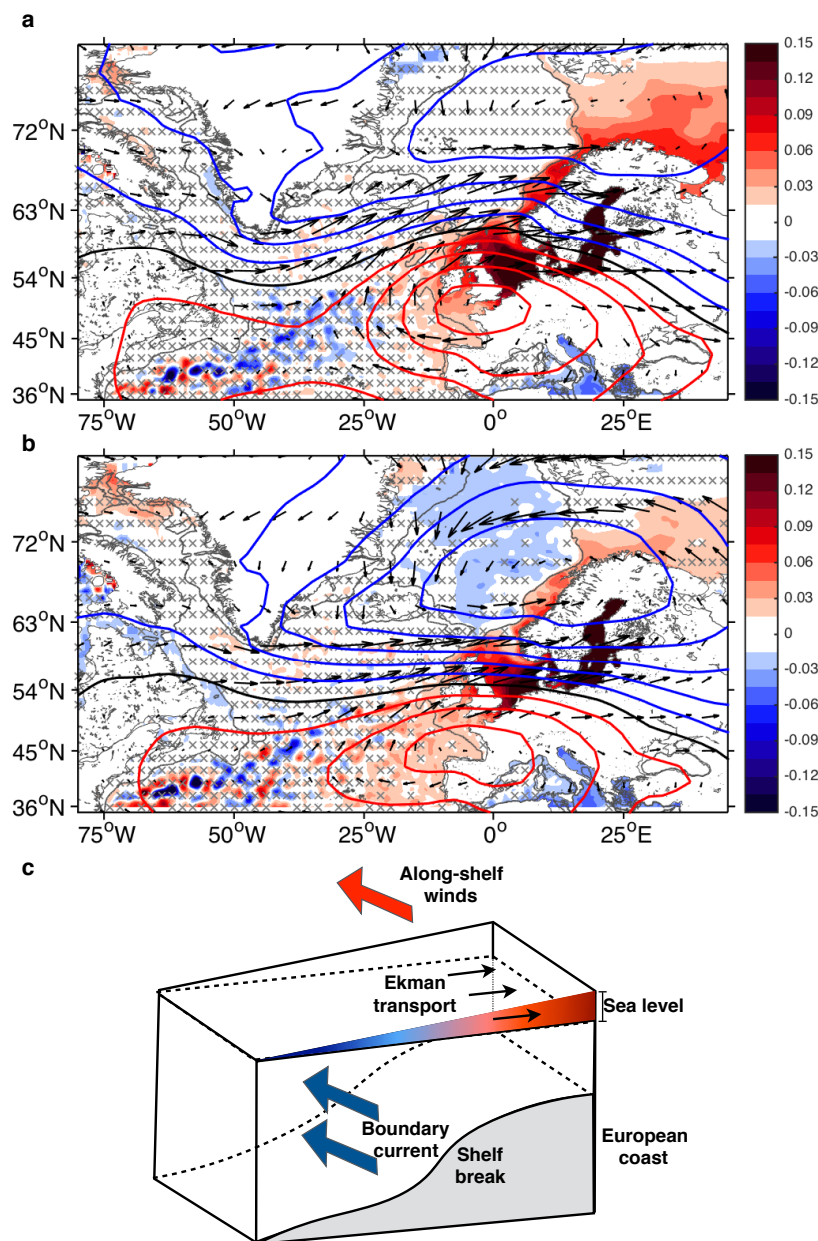 a
72°N
63°N
54°N
45°N
36°N
75°W
50°W
25°W
0°E
25°E
0.15
0.15
0.09
0.06
0.03
0
-0.03
-0.06
-0.09
-0.12
-0.15
b
72°N
63°N
54°N
45°N
36°N
75°W
50°W
25°W
0°E
25°E
0.15
0.12
0.09
0.06
0.03
0
-0.03
-0.06
-0.09
-0.12
-0.15
c
Along-shelf
winds
Ekman
transport
Sea level
Boundary
current
Shelf
break
European
coast